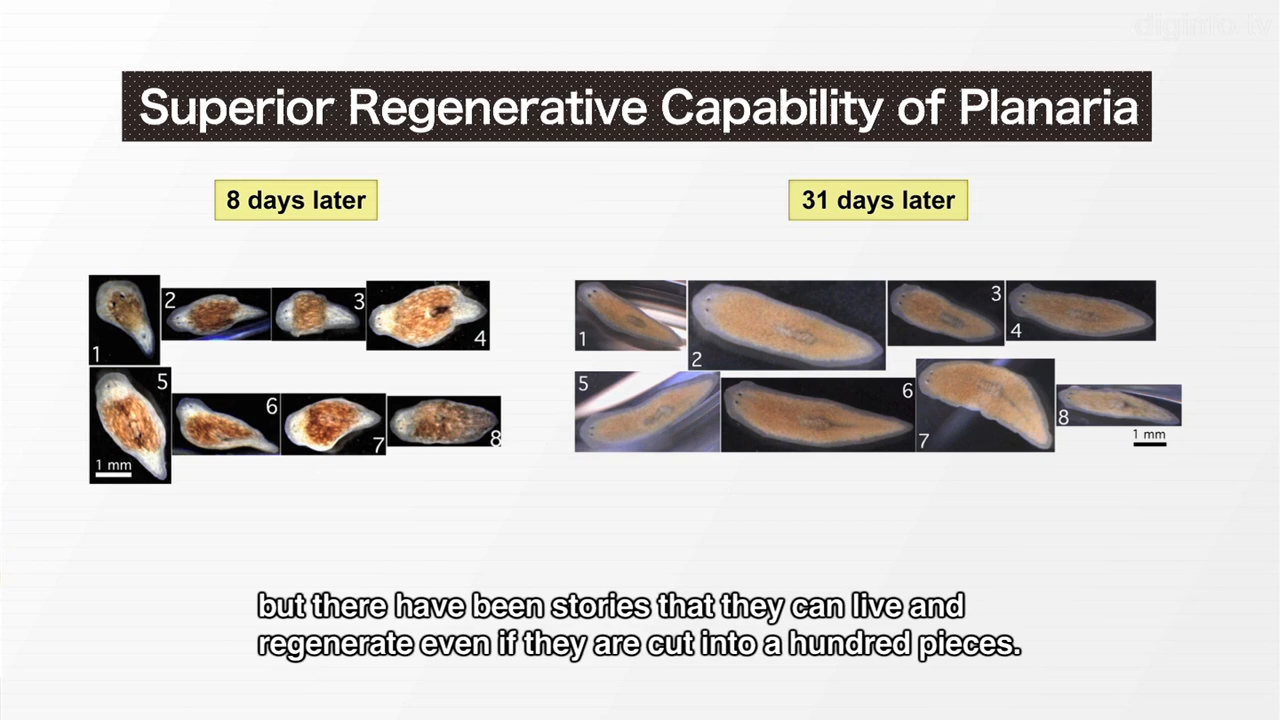 diginfo.tv
Superior Regenerative Capability of Planaria
8 days later
31 days later
1
2
3
4
5
6
7
8
1 mm
1
2
3
4
5
6
7
8
1 mm
but there have been stories that they can live and
regenerate even if they are cut into a hundred pieces.